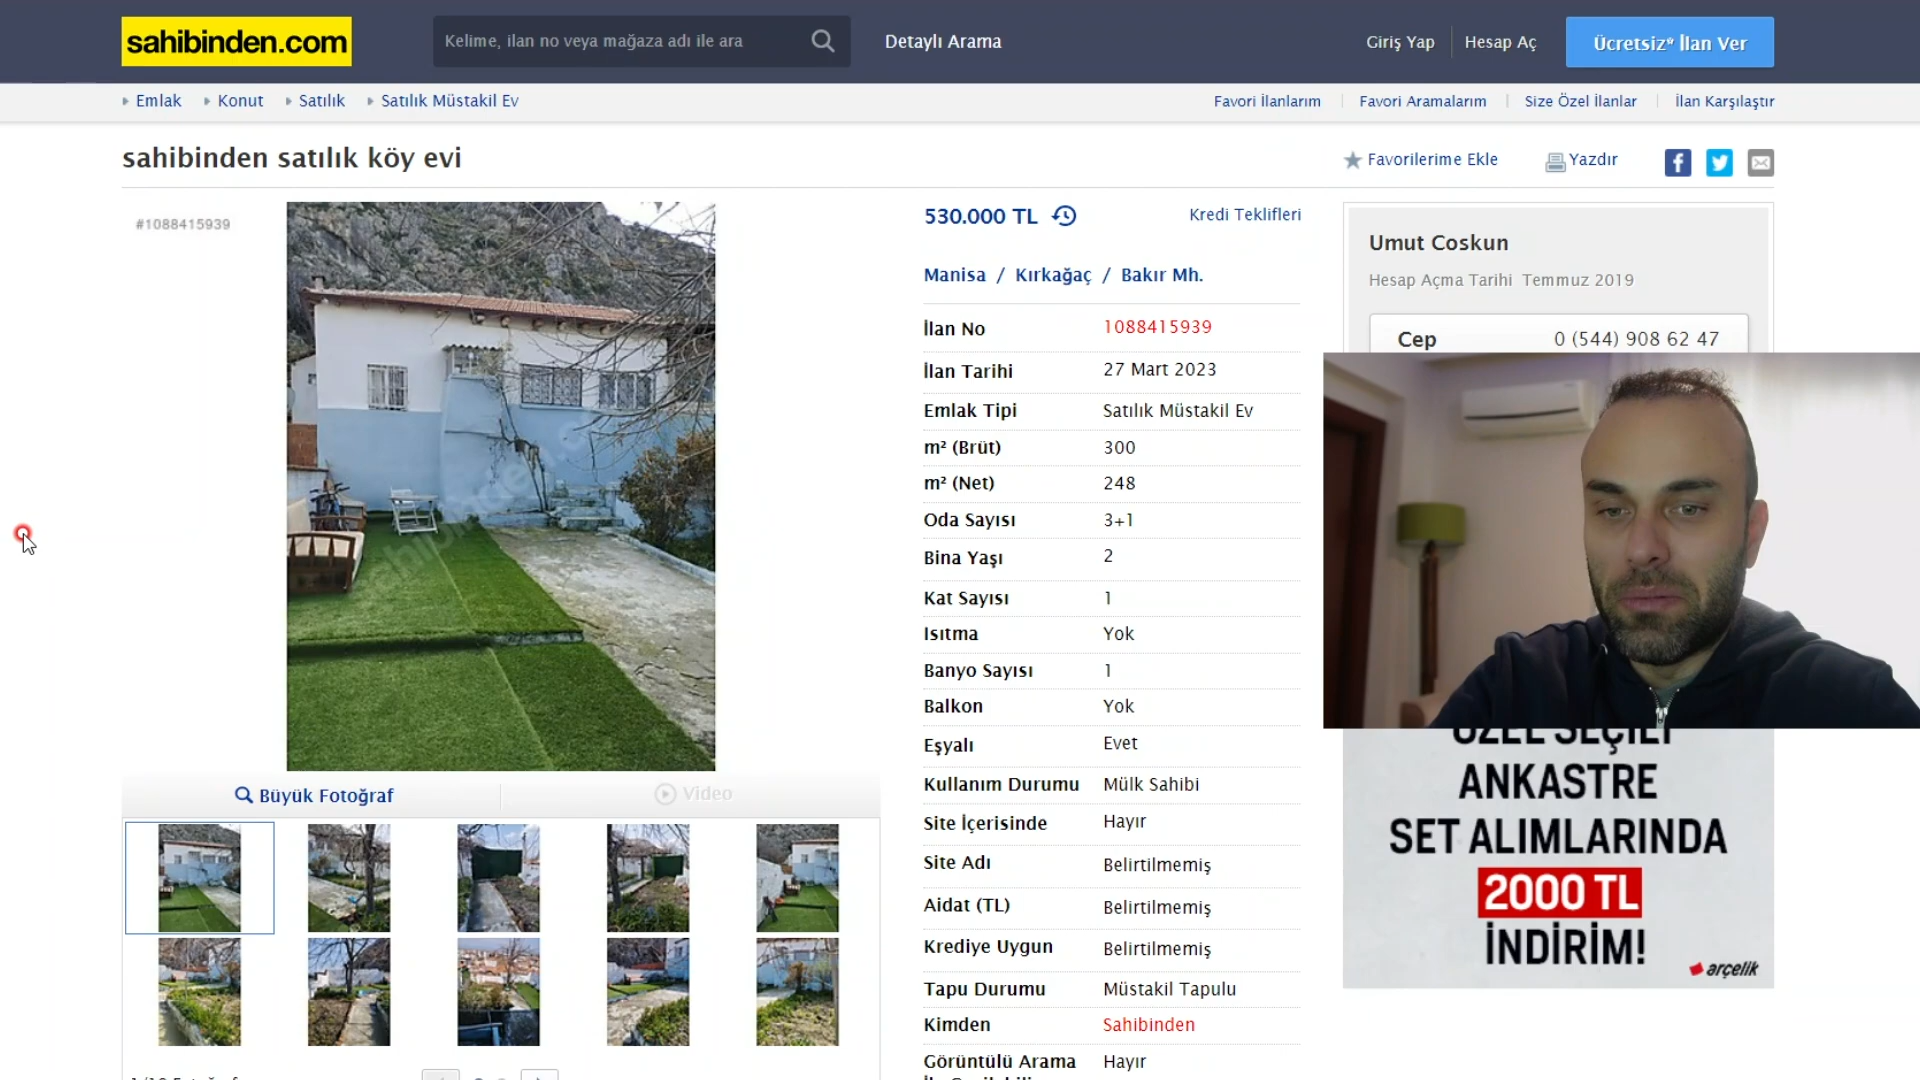 sahibinden.com
Kelime, ilan no veya mağaza adı ile ara
Detaylı Arama
Giriş Yap
Hesap Aç
Ücretsiz* İlan Ver
Emlak
Konut
Satılık
Satılık Müstakil Ev
Favori İlanlarım
Favori Aramalarım
Size Özel İlanlar
İlan Karşılaştır
sahibinden satılık köy evi
Favorilerime Ekle
Yazdır
#1088415939
530.000 TL
Kredi Teklifleri
Manisa / Kırkağaç / Bakır Mh.
İlan No 1088415939
İlan Tarihi 27 Mart 2023
Emlak Tipi Satılık Müstakil Ev
m² (Brüt) 300
m² (Net) 248
Oda Sayısı 3+1
Bina Yaşı 2
Kat Sayısı 1
Isıtma Yok
Banyo Sayısı 1
Balkon Yok
Eşyalı Evet
Kullanım Durumu Mülk Sahibi
Site İçerisinde Hayır
Site Adı Belirtilmemiş
Aidat (TL) Belirtilmemiş
Krediye Uygun Belirtilmemiş
Tapu Durumu Müstakil Tapulu
Kimden Sahibinden
Görüntülü Arama Hayır
Umut Coskun
Hesap Açma Tarihi Temmuz 2019
Cep 0 (544) 908 62 47
ANKASTRE
SET ALIMLARINDA
2000 TL
İNDİRİM!
arçelik
Büyük Fotoğraf
Video